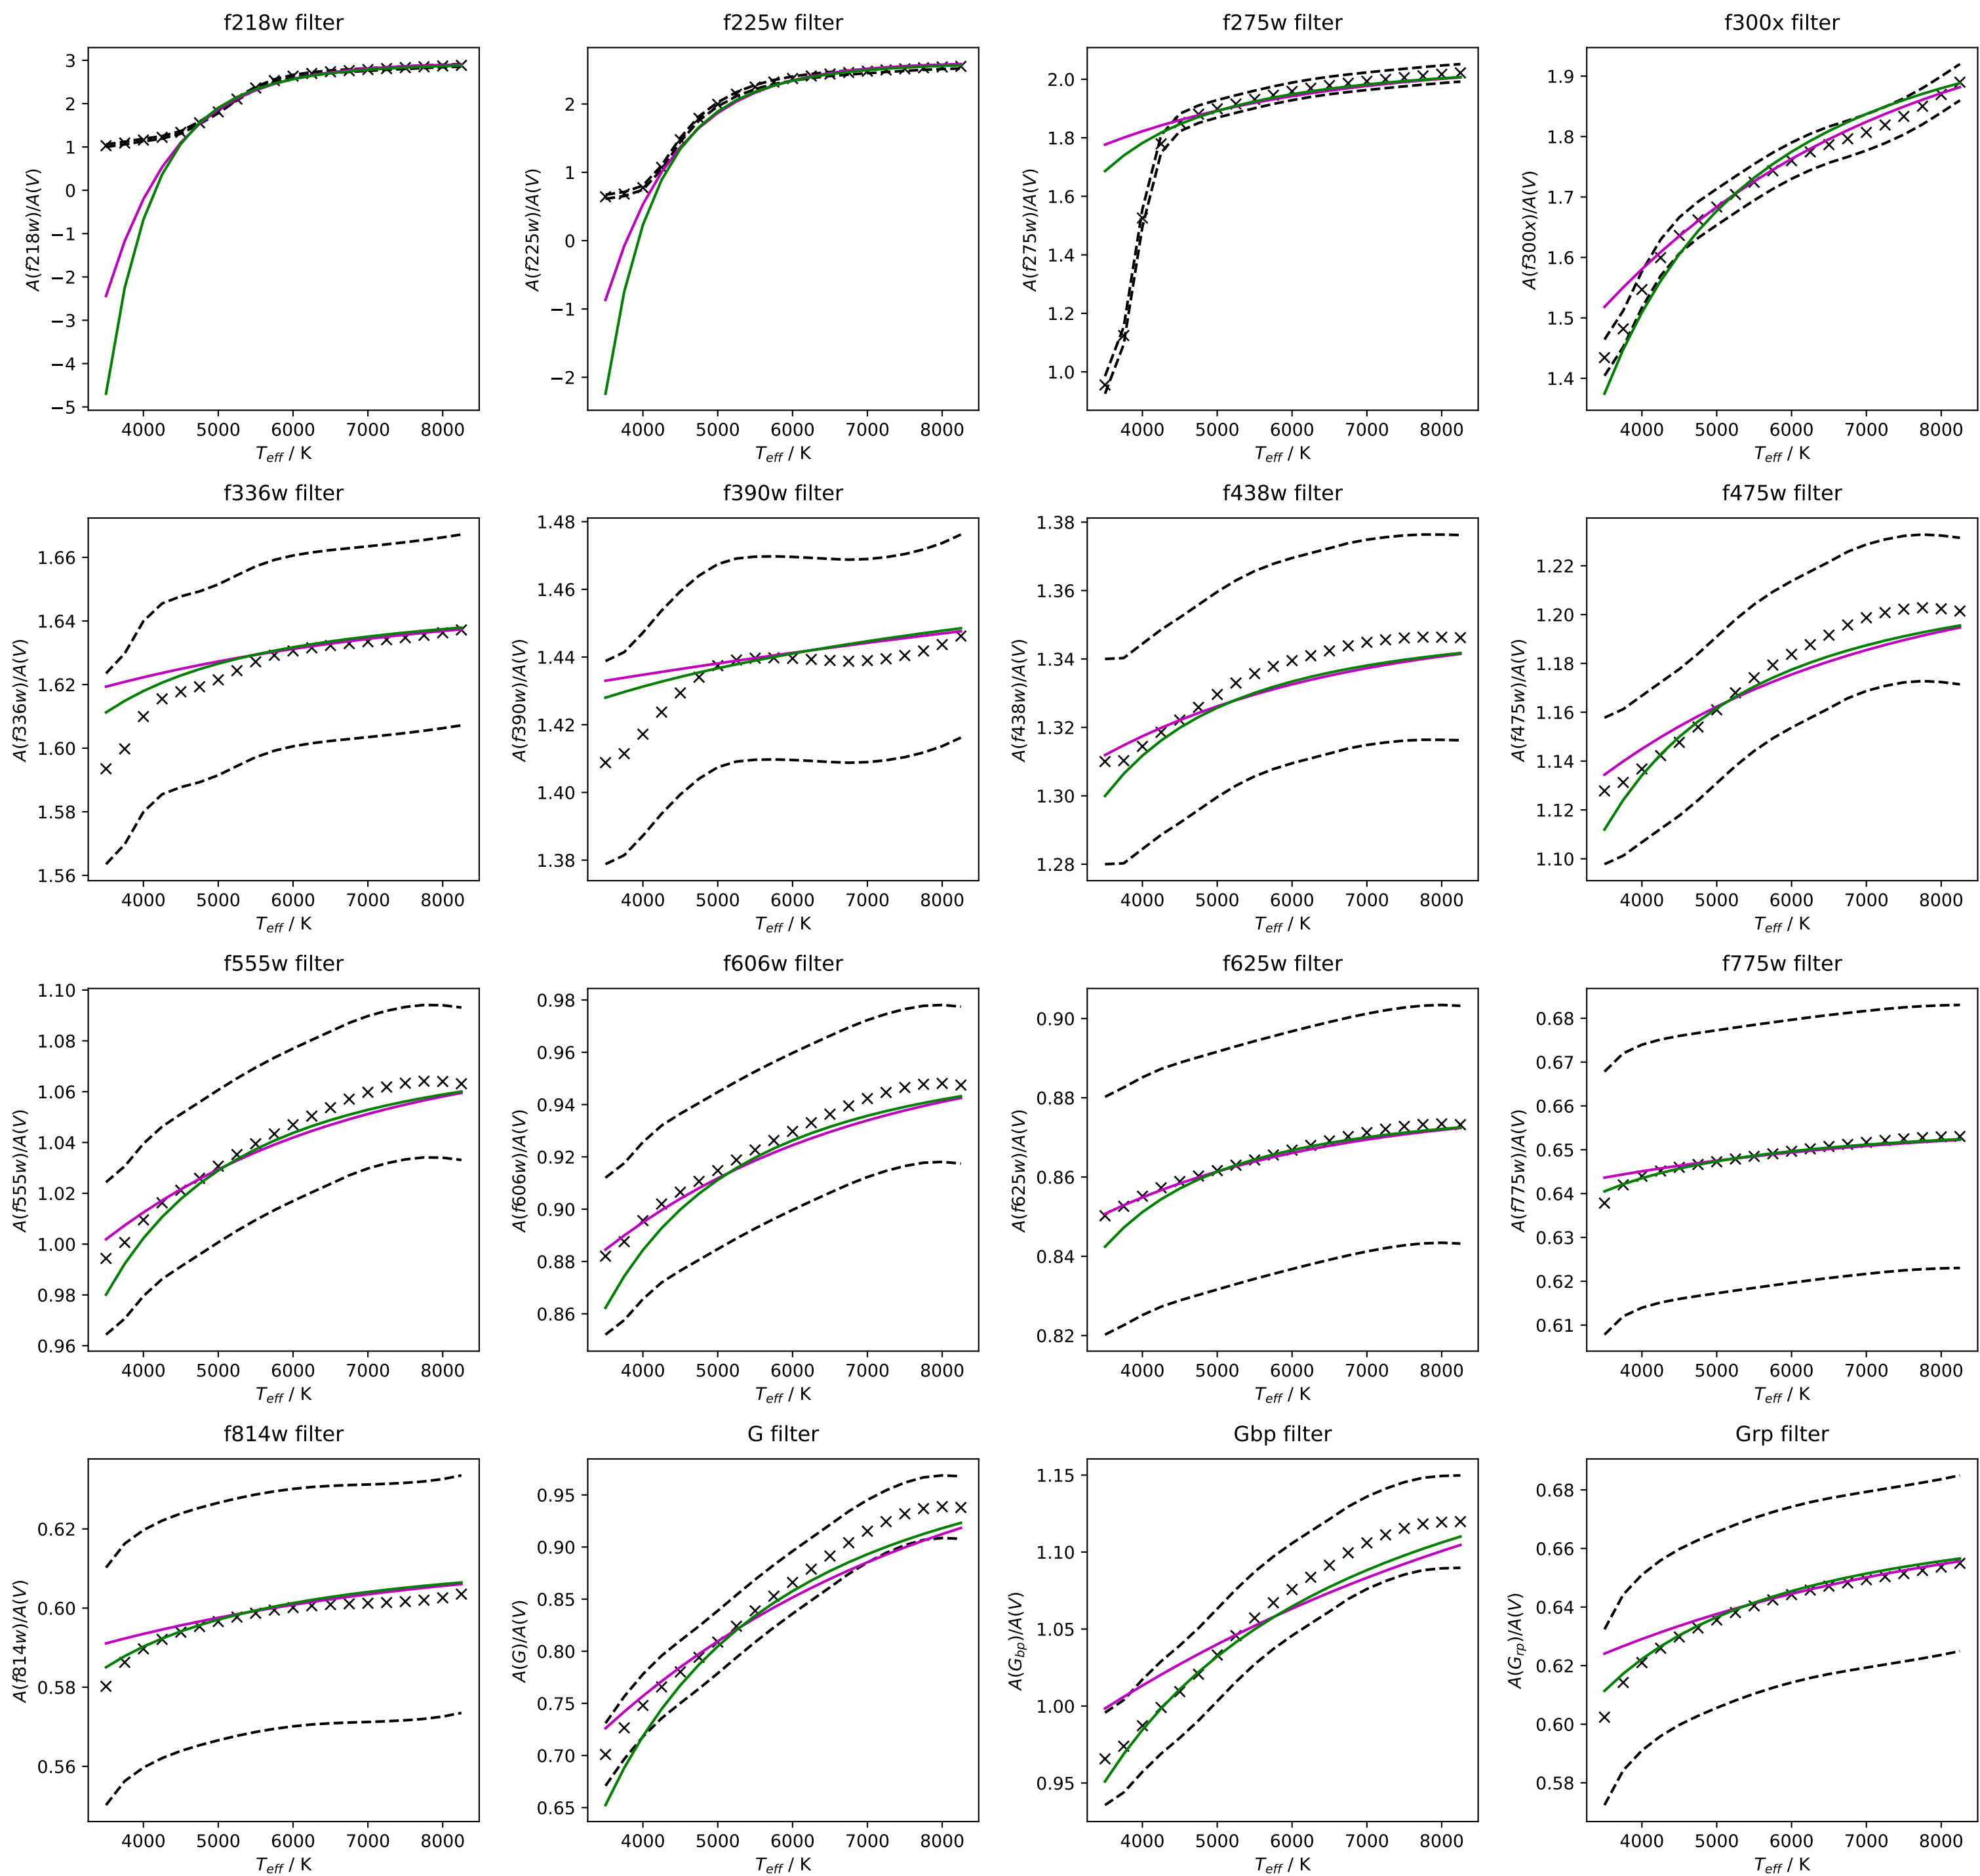 f218w filter
f225w filter
f275w filter
f300x filter
3
2
1
0
−1
−2
−3
−4
−5
A(f218w)/A(V)
4000 5000 6000 7000 8000
T_eff / K
2
1
0
−1
−2
A(f225w)/A(V)
4000 5000 6000 7000 8000
T_eff / K
2.0
1.8
1.6
1.4
1.2
1.0
A(f275w)/A(V)
4000 5000 6000 7000 8000
T_eff / K
1.9
1.8
1.7
1.6
1.5
1.4
A(f300x)/A(V)
4000 5000 6000 7000 8000
T_eff / K
f336w filter
f390w filter
f438w filter
f475w filter
1.66
1.64
1.62
1.60
1.58
1.56
A(f336w)/A(V)
4000 5000 6000 7000 8000
T_eff / K
1.48
1.46
1.44
1.42
1.40
1.38
A(f390w)/A(V)
4000 5000 6000 7000 8000
T_eff / K
1.38
1.36
1.34
1.32
1.30
1.28
A(f438w)/A(V)
4000 5000 6000 7000 8000
T_eff / K
1.22
1.20
1.18
1.16
1.14
1.12
1.10
A(f475w)/A(V)
4000 5000 6000 7000 8000
T_eff / K
f555w filter
f606w filter
f625w filter
f775w filter
1.10
1.08
1.06
1.04
1.02
1.00
0.98
0.96
A(f555w)/A(V)
4000 5000 6000 7000 8000
T_eff / K
0.98
0.96
0.94
0.92
0.90
0.88
0.86
A(f606w)/A(V)
4000 5000 6000 7000 8000
T_eff / K
0.90
0.88
0.86
0.84
0.82
A(f625w)/A(V)
4000 5000 6000 7000 8000
T_eff / K
0.68
0.67
0.66
0.65
0.64
0.63
0.62
0.61
A(f775w)/A(V)
4000 5000 6000 7000 8000
T_eff / K
f814w filter
G filter
Gbp filter
Grp filter
0.62
0.60
0.58
0.56
A(f814w)/A(V)
4000 5000 6000 7000 8000
T_eff / K
0.95
0.90
0.85
0.80
0.75
0.70
0.65
A(G)/A(V)
4000 5000 6000 7000 8000
T_eff / K
1.15
1.10
1.05
1.00
0.95
A(G_bp)/A(V)
4000 5000 6000 7000 8000
T_eff / K
0.68
0.66
0.64
0.62
0.60
0.58
A(G_rp)/A(V)
4000 5000 6000 7000 8000
T_eff / K